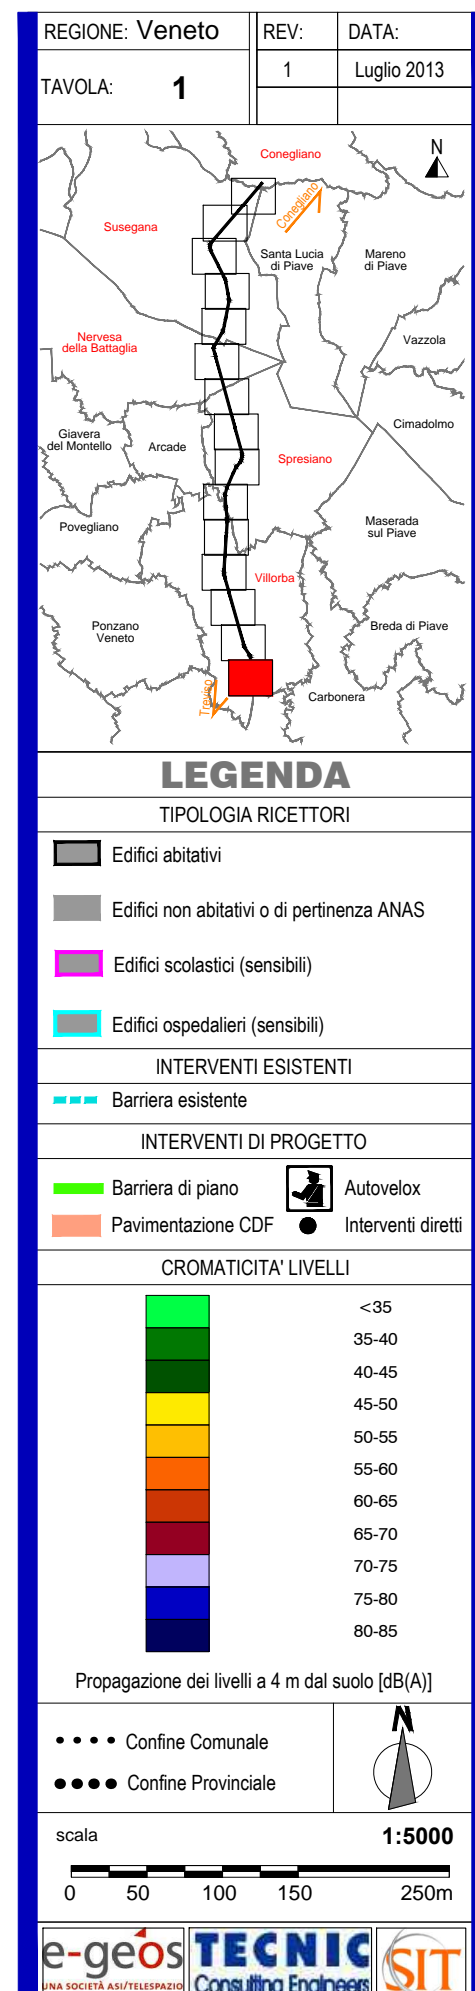 REGIONE: Veneto
REV:
DATA:
TAVOLA: 1
1
Luglio 2013
N
Conegliano
Conegliano
Susegana
Santa Lucia
di Piave
Mareno
di Piave
Nervesa
della Battaglia
Vazzola
Cimadolmo
Giavera
del Montello
Arcade
Spresiano
Povegliano
Maserada
sul Piave
Villorba
Ponzano
Veneto
Breda di Piave
Treviso
Carbonera
LEGENDA
TIPOLOGIA RICETTORI
Edifici abitativi
Edifici non abitativi o di pertinenza ANAS
Edifici scolastici (sensibili)
Edifici ospedalieri (sensibili)
INTERVENTI ESISTENTI
Barriera esistente
INTERVENTI DI PROGETTO
Barriera di piano
Autovelox
Pavimentazione CDF
Interventi diretti
CROMATICITA' LIVELLI
<35
35-40
40-45
45-50
50-55
55-60
60-65
65-70
70-75
75-80
80-85
Propagazione dei livelli a 4 m dal suolo [dB(A)]
Confine Comunale
Confine Provinciale
N
scala
1:5000
0 50 100 150 250m
e-geos
UNA SOCIETÀ ASI/TELESPAZIO
TECNIC
Consulting Engineers
SIT